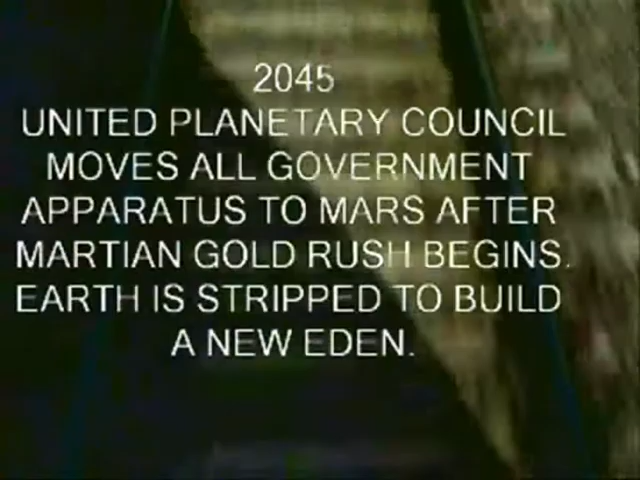 2045
UNITED PLANETARY COUNCIL
MOVES ALL GOVERNMENT
APPARATUS TO MARS AFTER
MARTIAN GOLD RUSH BEGINS.
EARTH IS STRIPPED TO BUILD
A NEW EDEN.